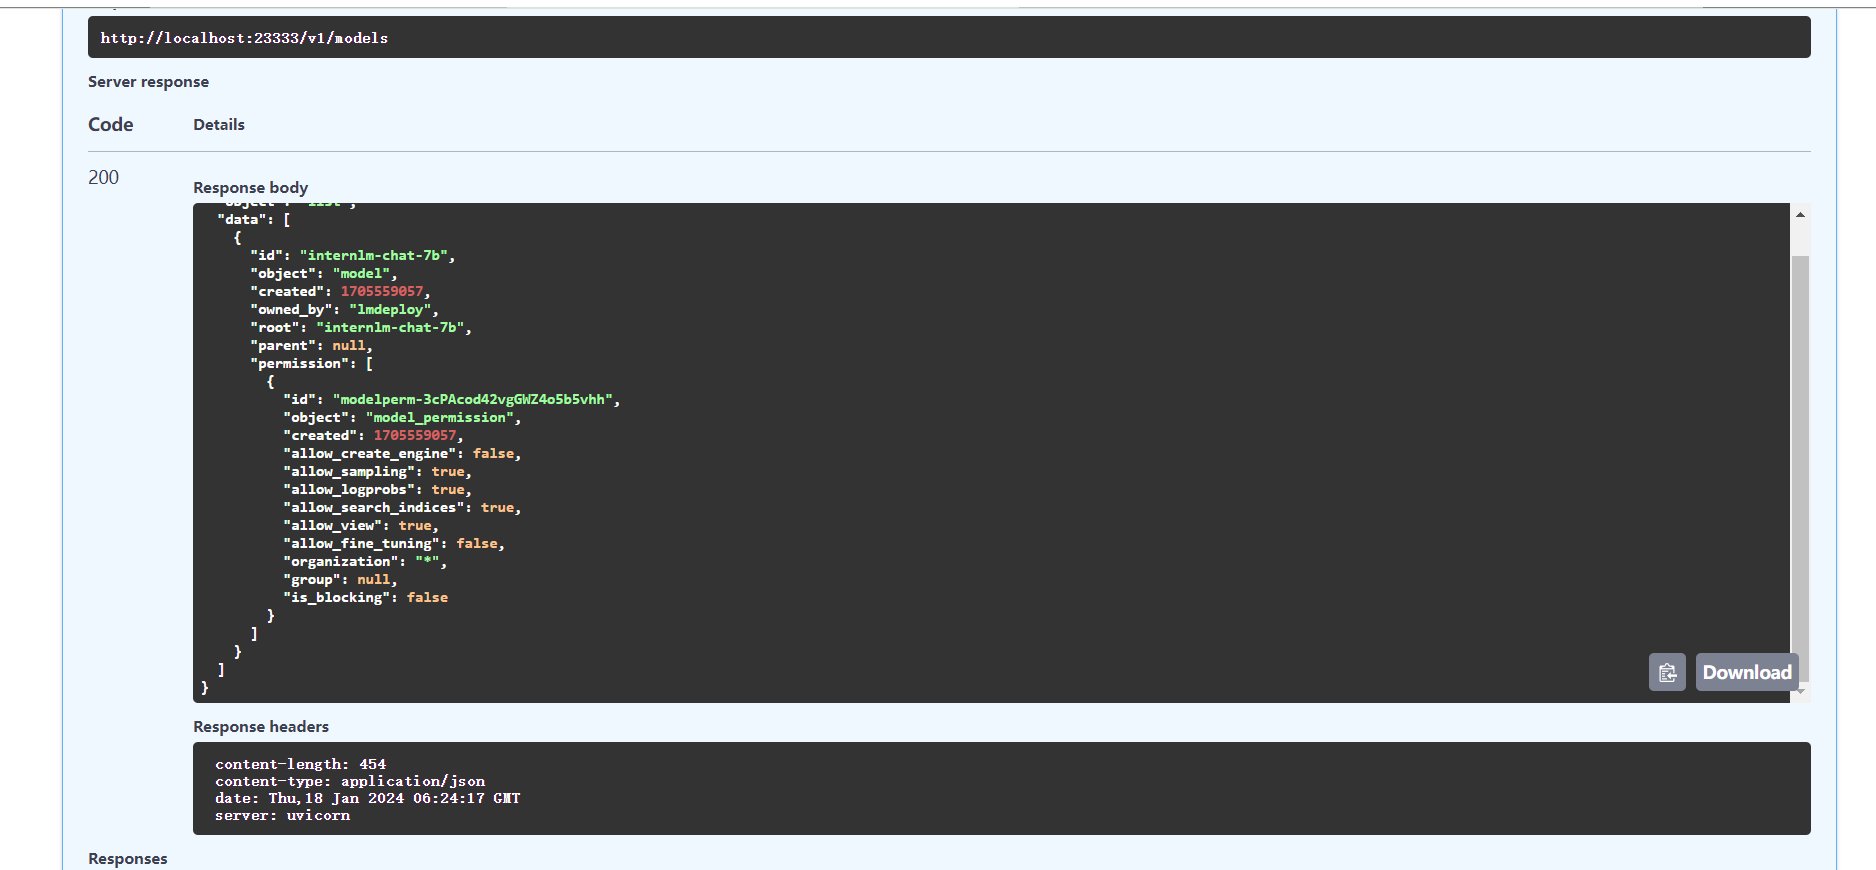 http://localhost:23333/v1/models
Server response
Code Details
200
Response body
"object": "list",
"data": [
{
"id": "internlm-chat-7b",
"object": "model",
"created": 1705559057,
"owned_by": "lmdeploy",
"root": "internlm-chat-7b",
"parent": null,
"permission": [
{
"id": "modelperm-3cPAcod42vgGWZ4o5b5vhh",
"object": "model_permission",
"created": 1705559057,
"allow_create_engine": false,
"allow_sampling": true,
"allow_logprobs": true,
"allow_search_indices": true,
"allow_view": true,
"allow_fine_tuning": false,
"organization": "*",
"group": null,
"is_blocking": false
}
]
}
]
}
Download
Response headers
content-length: 454
content-type: application/json
date: Thu,18 Jan 2024 06:24:17 GMT
server: uvicorn
Responses